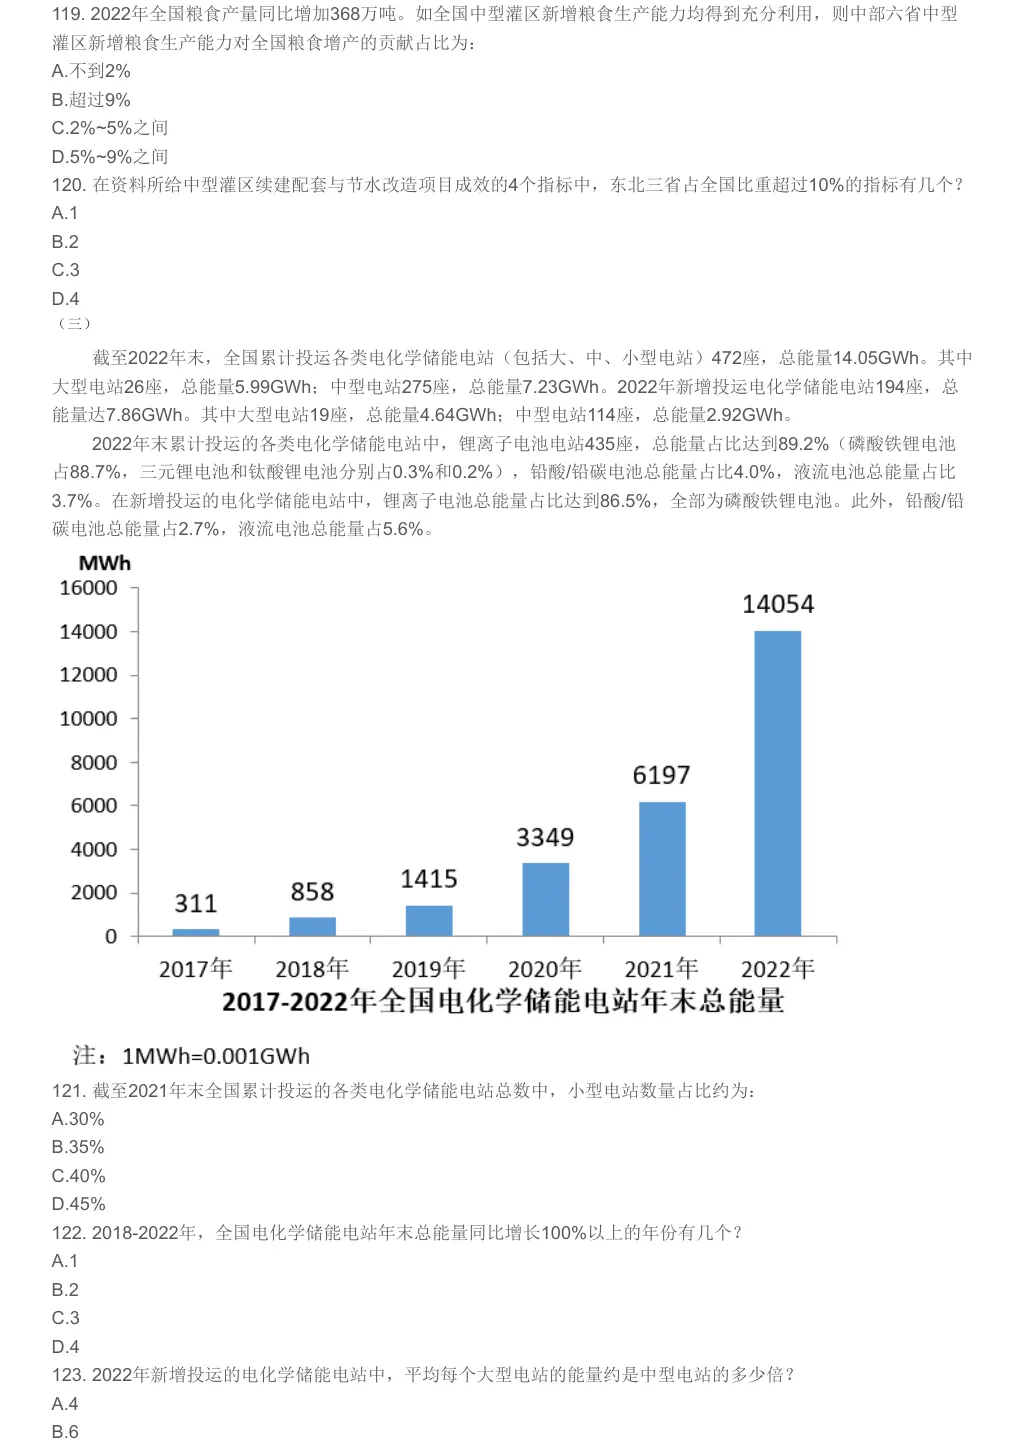 119. 2022年全国粮食产量同比增加368万吨。如全国中型灌区新增粮食生产能力均得到充分利用，则中部六省中型
灌区新增粮食生产能力对全国粮食增产的贡献占比为：
A.不到2%
B.超过9%
C.2%~5%之间
D.5%~9%之间
120. 在资料所给中型灌区续建配套与节水改造项目成效的4个指标中，东北三省占全国比重超过10%的指标有几个？
A.1
B.2
C.3
D.4
（三）
截至2022年末，全国累计投运各类电化学储能电站（包括大、中、小型电站）472座，总能量14.05GWh。其中
大型电站26座，总能量5.99GWh；中型电站275座，总能量7.23GWh。2022年新增投运电化学储能电站194座，总
能量达7.86GWh。其中大型电站19座，总能量4.64GWh；中型电站114座，总能量2.92GWh。
2022年末累计投运的各类电化学储能电站中，锂离子电池电站435座，总能量占比达到89.2%（磷酸铁锂电池
占88.7%，三元锂电池和钛酸锂电池分别占0.3%和0.2%），铅酸/铅碳电池总能量占比4.0%，液流电池总能量占比
3.7%。在新增投运的电化学储能电站中，锂离子电池总能量占比达到86.5%，全部为磷酸铁锂电池。此外，铅酸/铅
碳电池总能量占2.7%，液流电池总能量占5.6%。
MWh
16000
14000
12000
10000
8000
6000
4000
2000
0
311
858
1415
3349
6197
14054
2017年 2018年 2019年 2020年 2021年 2022年
2017-2022年全国电化学储能电站年末总能量
注：1MWh=0.001GWh
121. 截至2021年末全国累计投运的各类电化学储能电站总数中，小型电站数量占比约为：
A.30%
B.35%
C.40%
D.45%
122. 2018-2022年，全国电化学储能电站年末总能量同比增长100%以上的年份有几个？
A.1
B.2
C.3
D.4
123. 2022年新增投运的电化学储能电站中，平均每个大型电站的能量约是中型电站的多少倍？
A.4
B.6